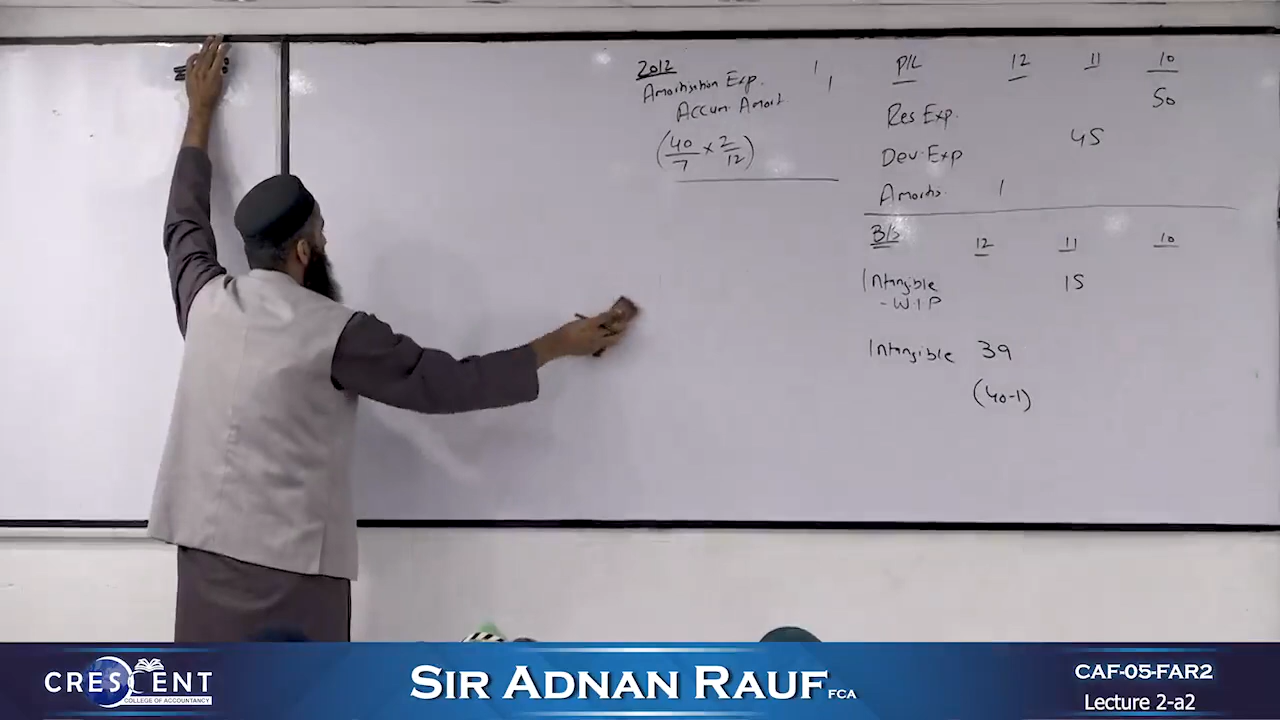 2012
Amortisation Exp. 1
Accum. Amort. 1
(40/7 × 2/12)
P/L 12 11 10
Res Exp. 50
Dev. Exp 45
Amortis. 1
B/S 12 11 10
Intangible 15
- W.I.P
Intangible 39
(40-1)
CRESCENT
COLLEGE OF ACCOUNTANCY
SIR ADNAN RAUF FCA
CAF-05-FAR2
Lecture 2-a2